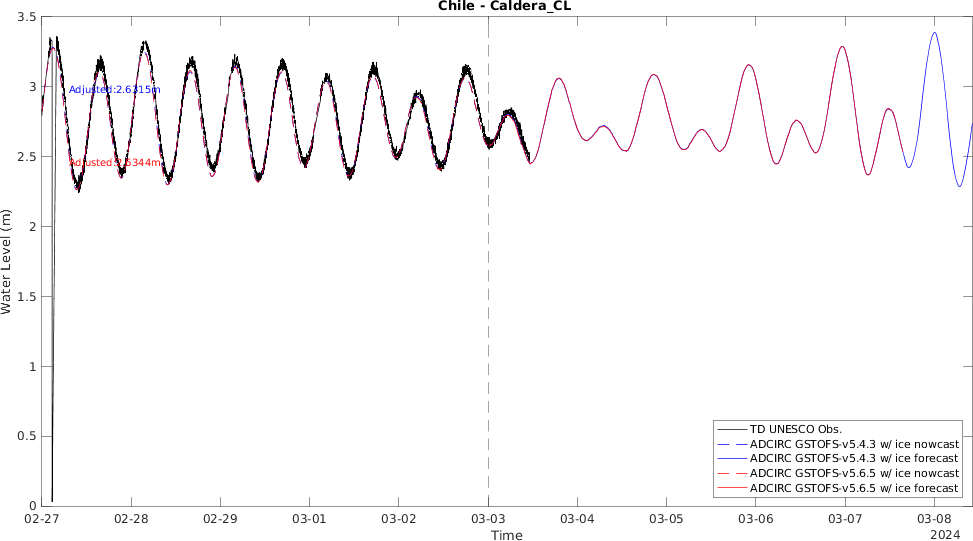 Chile - Caldera_CL
Water Level (m)
3.5
3
2.5
2
1.5
1
0.5
0
Adjusted:2.6315m
Adjusted:2.6344m
TD UNESCO Obs.
ADCIRC GSTOFS-v5.4.3 w/ ice nowcast
ADCIRC GSTOFS-v5.4.3 w/ ice forecast
ADCIRC GSTOFS-v5.6.5 w/ ice nowcast
ADCIRC GSTOFS-v5.6.5 w/ ice forecast
02-27 02-28 02-29 03-01 03-02 03-03 03-04 03-05 03-06 03-07 03-08
Time
2024